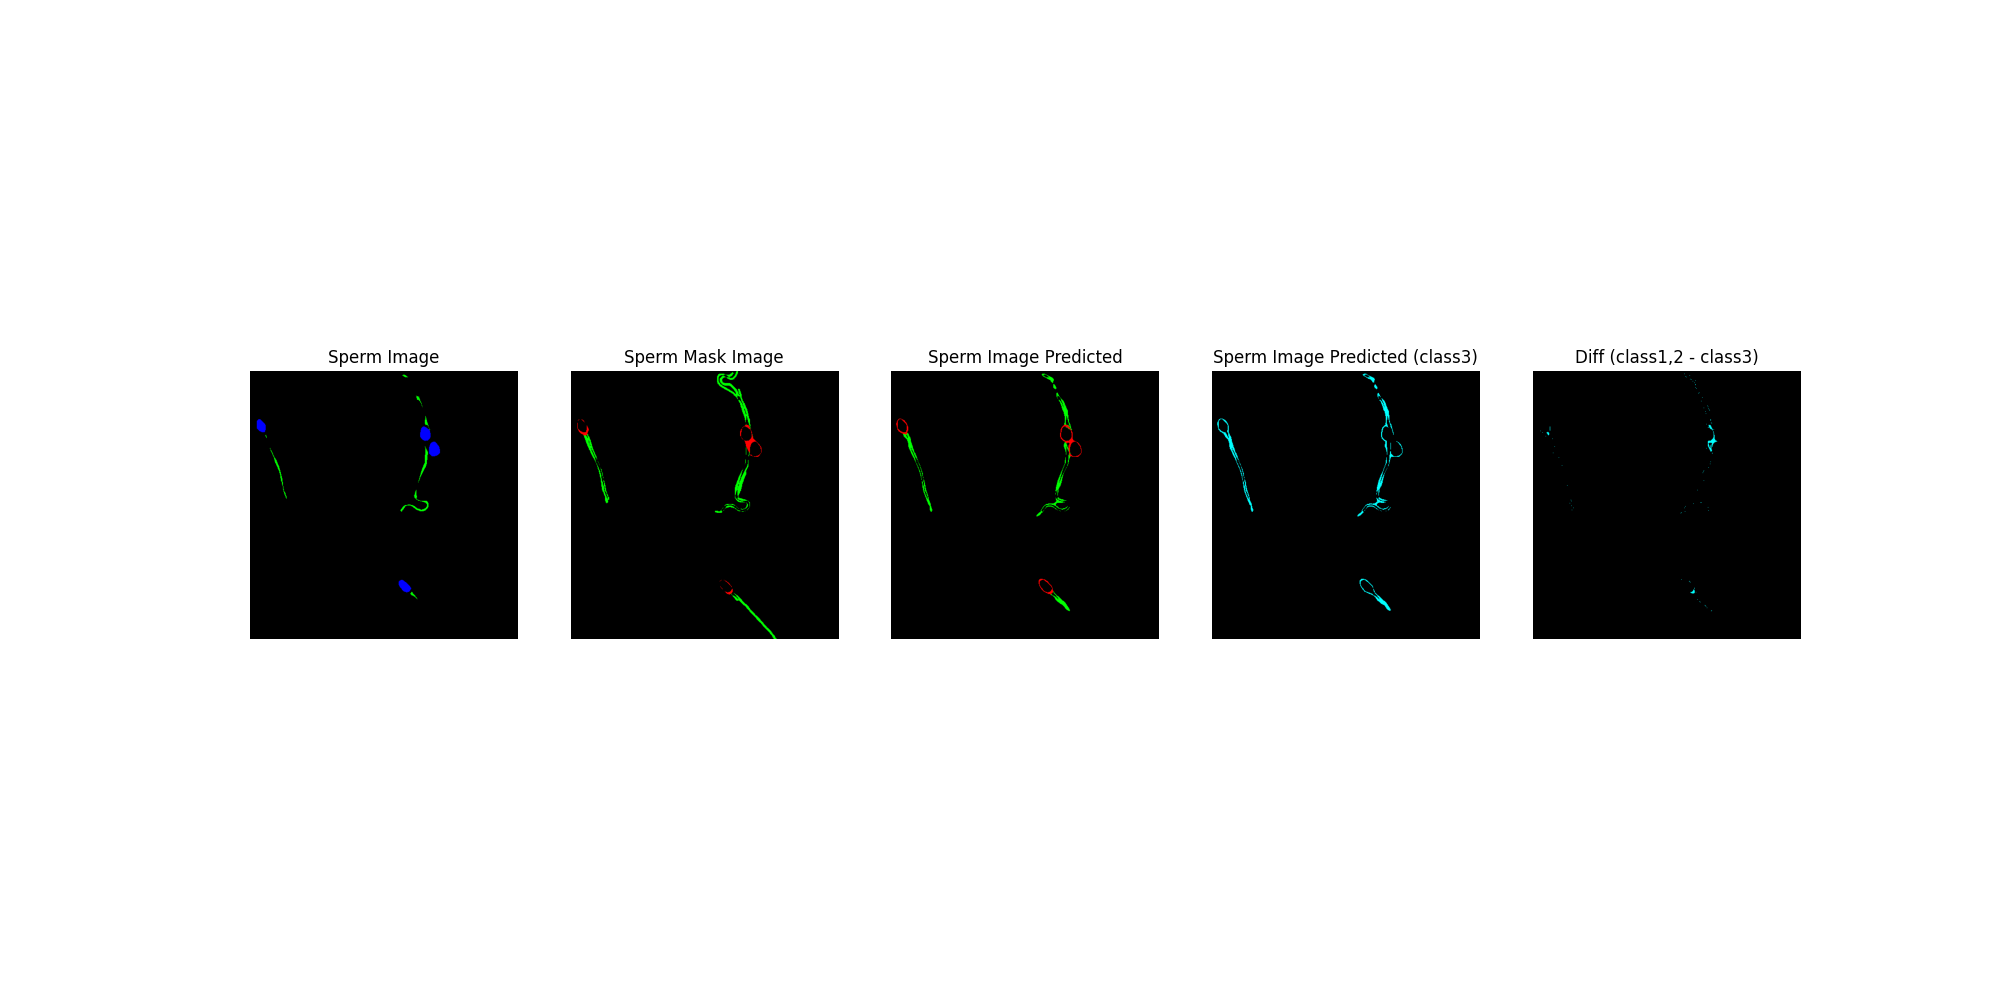 Sperm Image
Sperm Mask Image
Sperm Image Predicted
Sperm Image Predicted (class3)
Diff (class1,2 - class3)